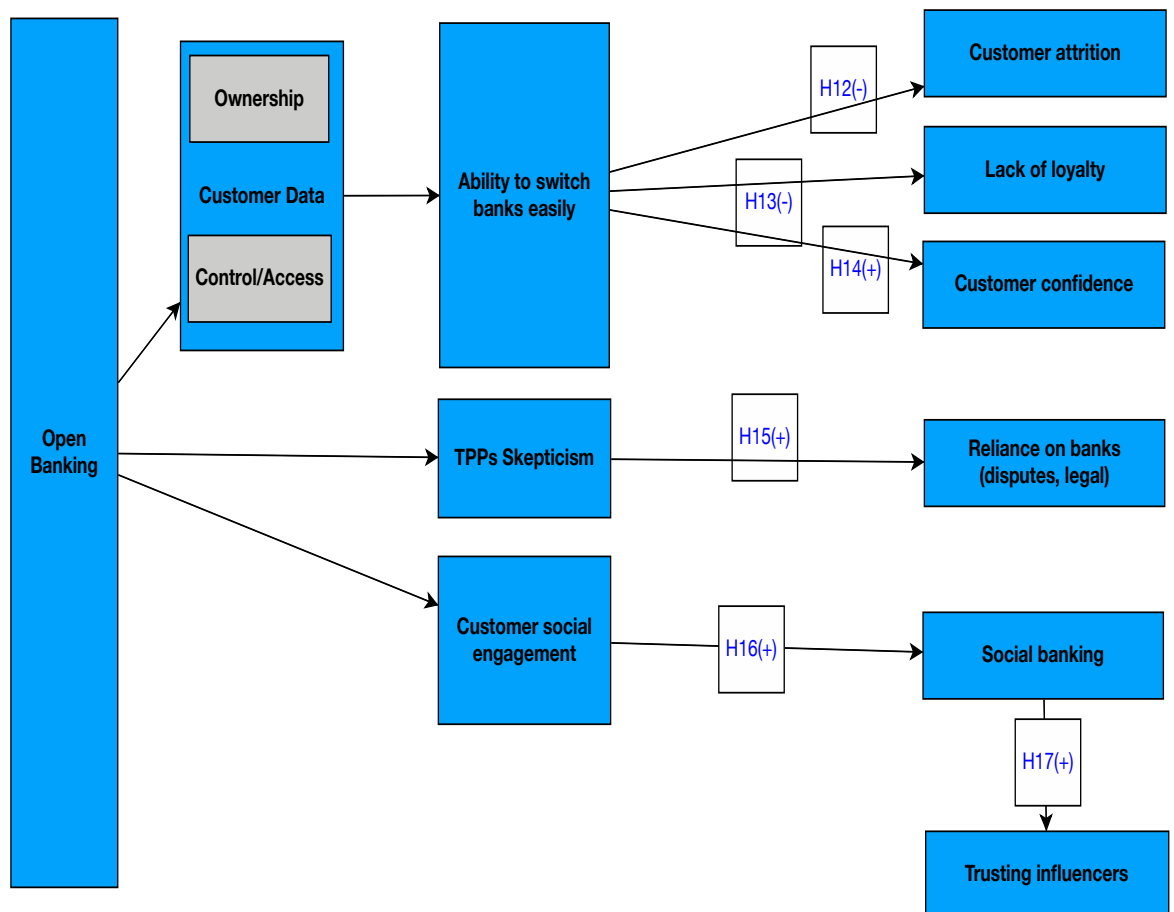 Open
Banking
Ownership
Customer Data
Control/Access
Ability to switch
banks easily
H12(-)
H13(-)
H14(+)
Customer attrition
Lack of loyalty
Customer confidence
TPPs Skepticism
H15(+)
Reliance on banks
(disputes, legal)
Customer social
engagement
H16(+)
Social banking
H17(+)
Trusting influencers